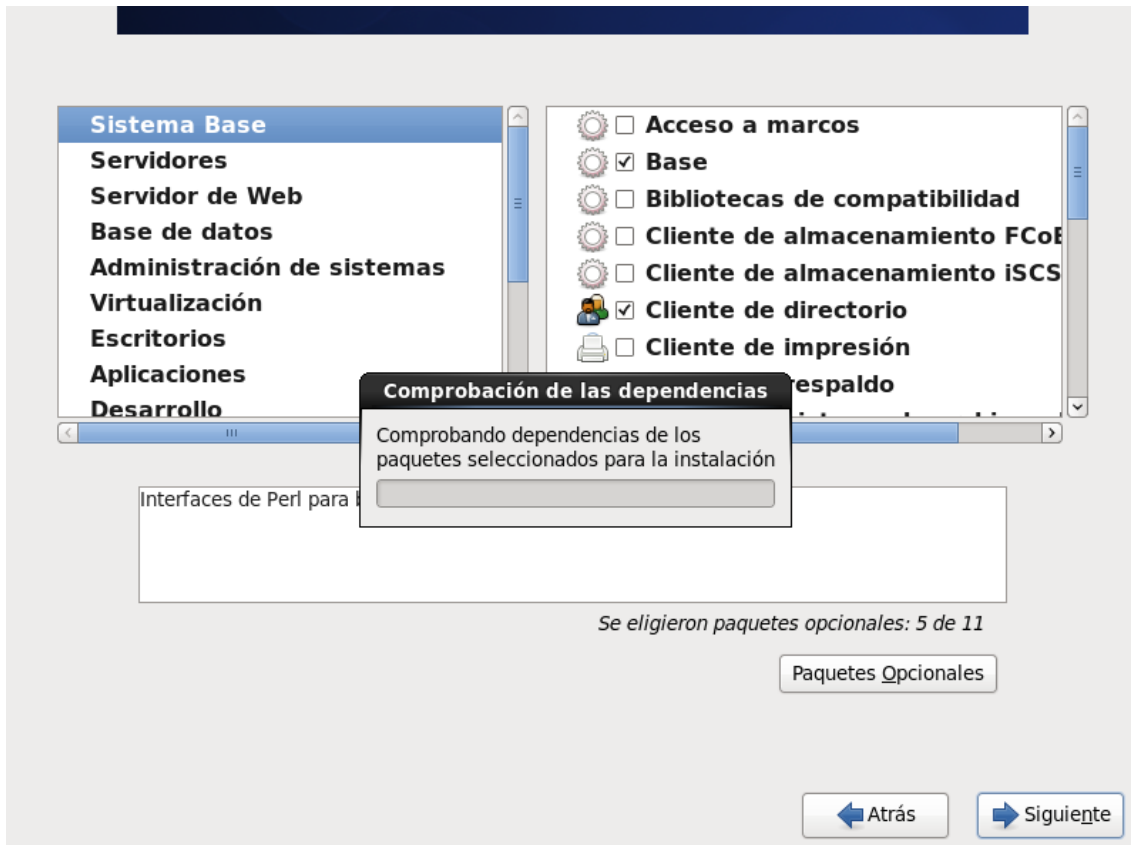 Sistema Base
Servidores
Servidor de Web
Base de datos
Administración de sistemas
Virtualización
Escritorios
Aplicaciones
Desarrollo
Acceso a marcos
Base
Bibliotecas de compatibilidad
Cliente de almacenamiento FCoE
Cliente de almacenamiento iSCS
Cliente de directorio
Cliente de impresión
respaldo
Comprobación de las dependencias
Comprobando dependencias de los
paquetes seleccionados para la instalación
Interfaces de Perl para
Se eligieron paquetes opcionales: 5 de 11
Paquetes Opcionales
Atrás
Siguiente